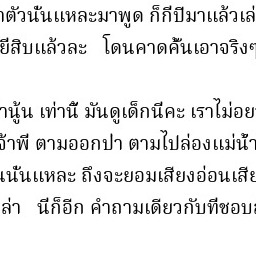 ตัวนั้นแหละมาพูด ก็กี่ปีมาแล้วเล่
ยี่สิบแล้วละ โดนคาดคั้นเอาจริงๆ
นู้น เท่านี้ มันดูเด็กนี่คะ เราไม่อย
จ้าพี่ ตามออกปา ตามไปล่องแม่น้ำ
นนั้นแหละ ถึงจะยอมเสียงอ่อนเสีย
ล่า นี่ก็อีก คำถามเดียวกับที่ชอบ